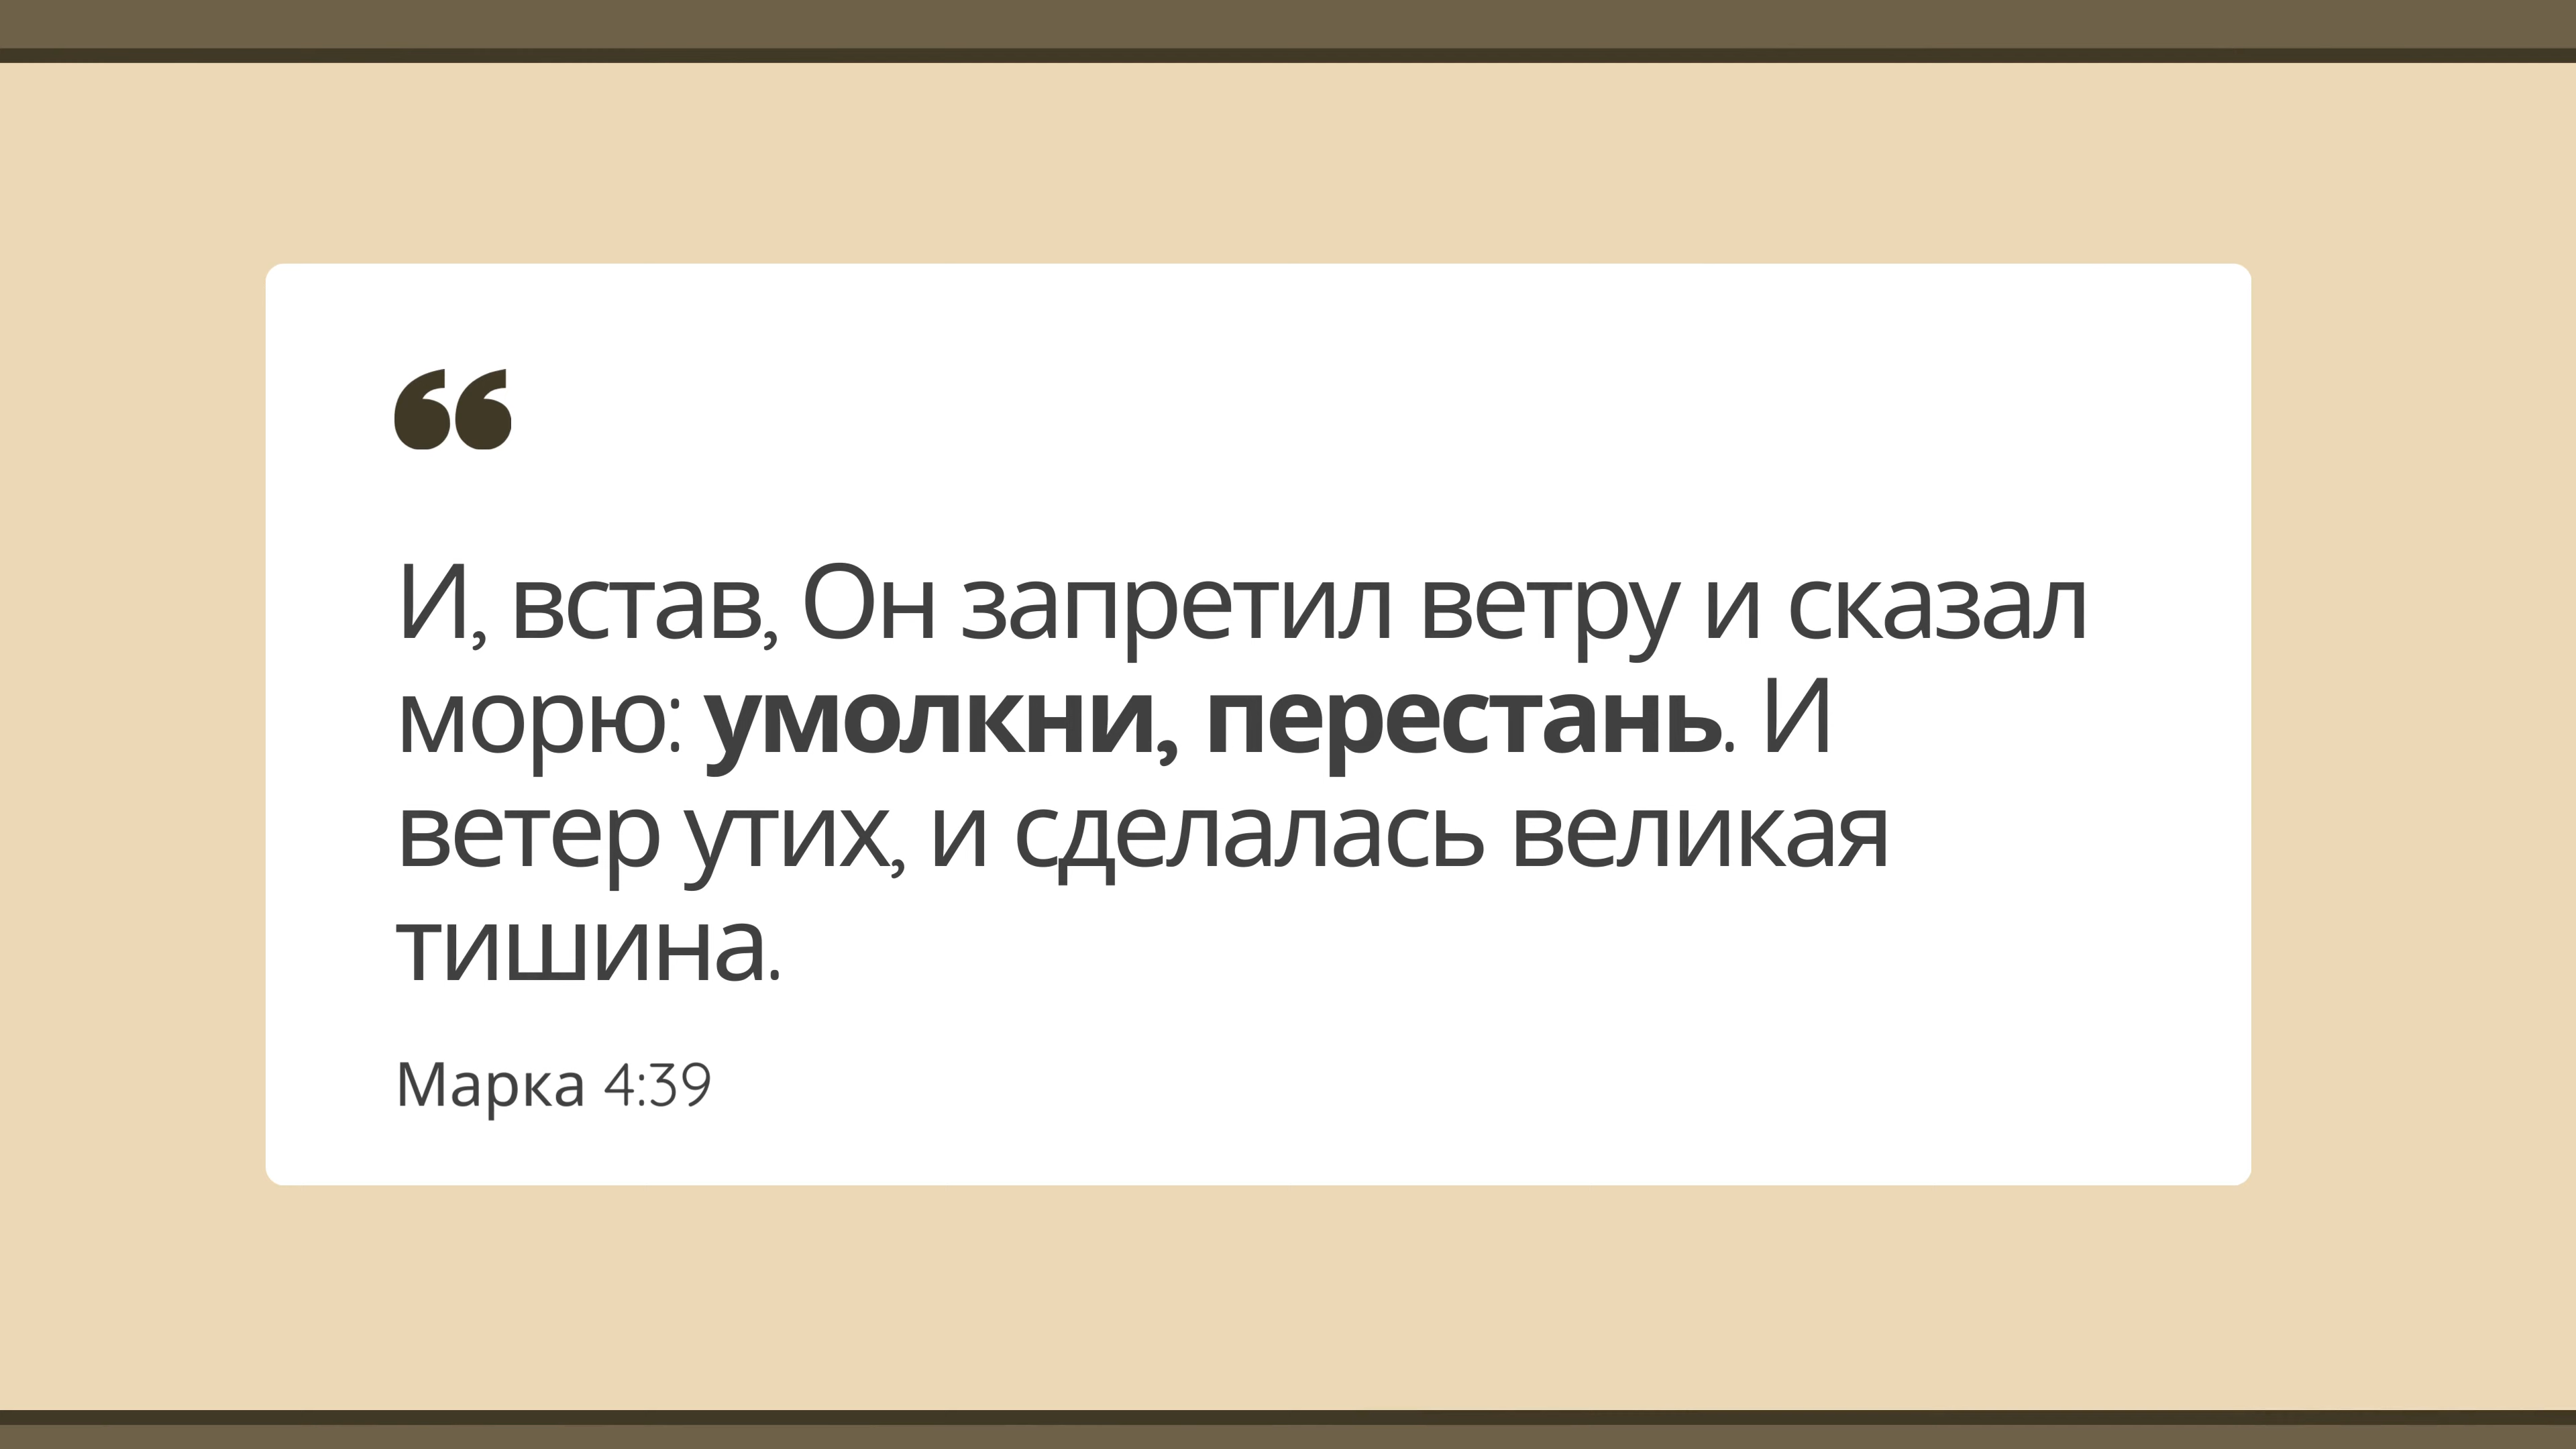 “
И, встав, Он запретил ветру и сказал
морю: умолкни, перестань. И
ветер утих, и сделалась великая
тишина.
Марка 4:39